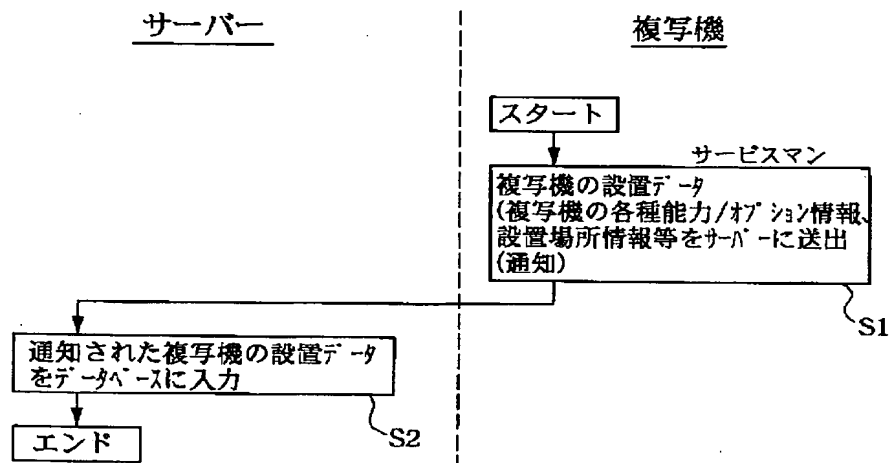 サーバー
複写機
スタート
サービスマン
複写機の設置ﾃﾞｰﾀ
(複写機の各種能力/ｵﾌﾟｼｮﾝ情報、
設置場所情報等をｻｰﾊﾞｰに送出
(通知)
S1
通知された複写機の設置ﾃﾞｰﾀ
をﾃﾞｰﾀﾍﾞｰｽに入力
S2
エンド